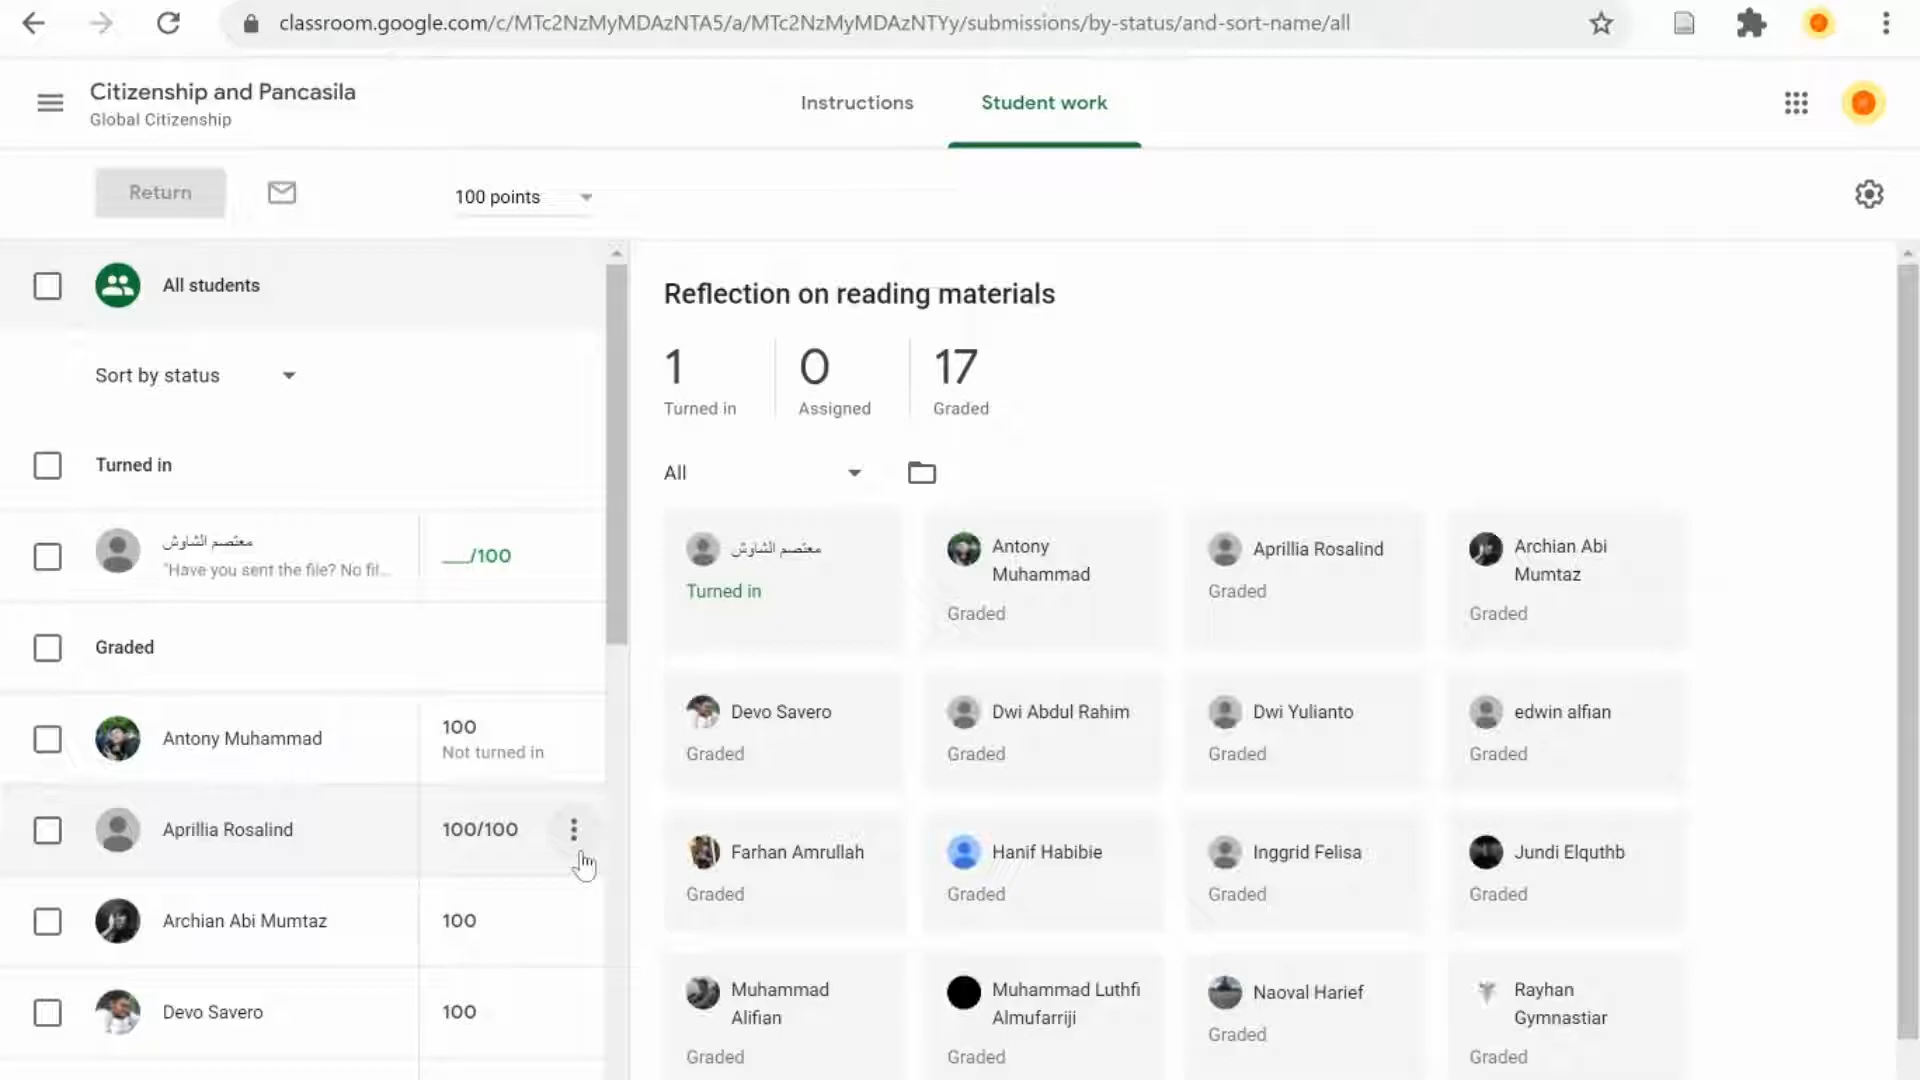 classroom.google.com/c/MTc2NzMyMDAzNTA5/a/MTc2NzMyMDAzNTYy/submissions/by-status/and-sort-name/all
Citizenship and Pancasila
Global Citizenship
Instructions
Student work
Return
100 points
All students
Sort by status
Turned in
معتصم الشاوش
"Have you sent the file? No fil...
__/100
Graded
Antony Muhammad
100
Not turned in
Aprillia Rosalind
100/100
Archian Abi Mumtaz
100
Devo Savero
100
Reflection on reading materials
1
Turned in
0
Assigned
17
Graded
All
معتصم الشاوش
Turned in
Antony
Muhammad
Graded
Aprillia Rosalind
Graded
Archian Abi
Mumtaz
Graded
Devo Savero
Graded
Dwi Abdul Rahim
Graded
Dwi Yulianto
Graded
edwin alfian
Graded
Farhan Amrullah
Graded
Hanif Habibie
Graded
Inggrid Felisa
Graded
Jundi Elquthb
Graded
Muhammad
Alifian
Graded
Muhammad Luthfi
Almufarriji
Graded
Naoval Harief
Graded
Rayhan
Gymnastiar
Graded